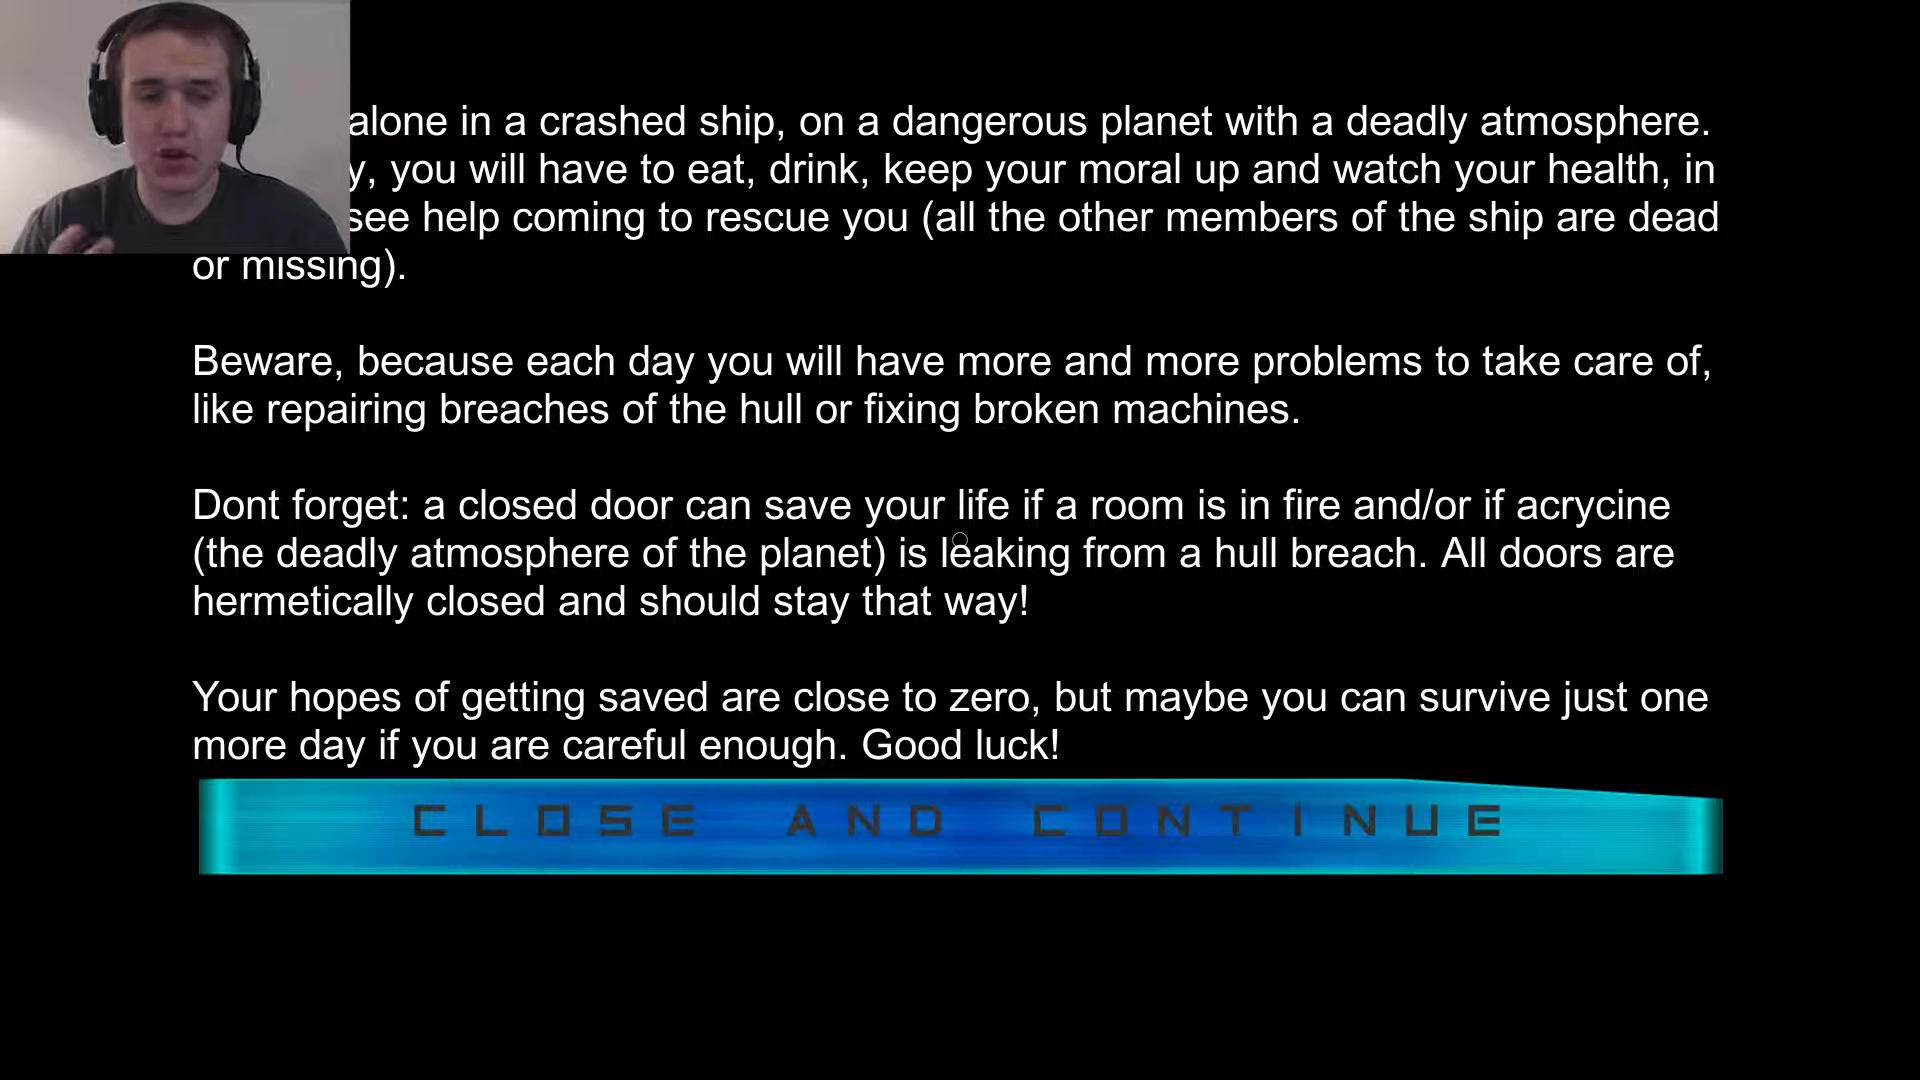 alone in a crashed ship, on a dangerous planet with a deadly atmosphere.
you will have to eat, drink, keep your moral up and watch your health, in
see help coming to rescue you (all the other members of the ship are dead
or missing).
Beware, because each day you will have more and more problems to take care of,
like repairing breaches of the hull or fixing broken machines.
Dont forget: a closed door can save your life if a room is in fire and/or if acrycine
(the deadly atmosphere of the planet) is leaking from a hull breach. All doors are
hermetically closed and should stay that way!
Your hopes of getting saved are close to zero, but maybe you can survive just one
more day if you are careful enough. Good luck!
CLOSE AND CONTINUE